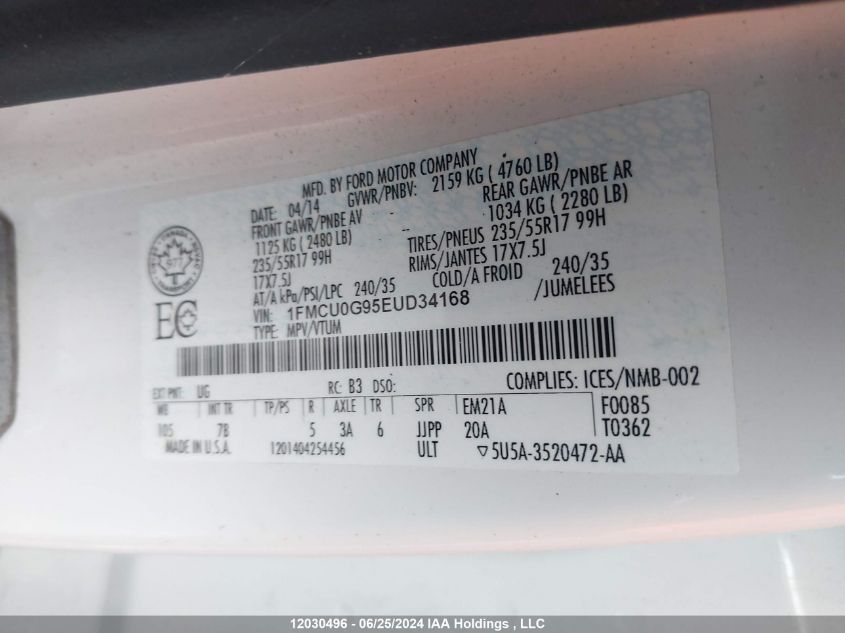 MFD. BY FORD MOTOR COMPANY
DATE: 04/14 GVWR/PNBV: 2159 KG ( 4760 LB)
FRONT GAWR/PNBE AV REAR GAWR/PNBE AR
1125 KG ( 2480 LB) 1034 KG ( 2280 LB)
235/55R17 99H TIRES/PNEUS 235/55R17 99H
17X7.5J RIMS/JANTES 17X7.5J
AT/A kPa/PSI/LPC 240/35 COLD/A FROID 240/35
VIN: 1FMCU0G95EUD34168 /JUMELEES
TYPE: MPV/VTUM
977
EC
COMPLIES: ICES/NMB-002
EXT PNT: UG RC: B3 DSO:
WB INT TR TP/PS R AXLE TR SPR EM21A F0085
105 7B 5 3A 6 JJPP 20A T0362
MADE IN U.S.A. 1201404254456 ULT ▽5U5A-3520472-AA
12030496 - 06/25/2024 IAA Holdings , LLC